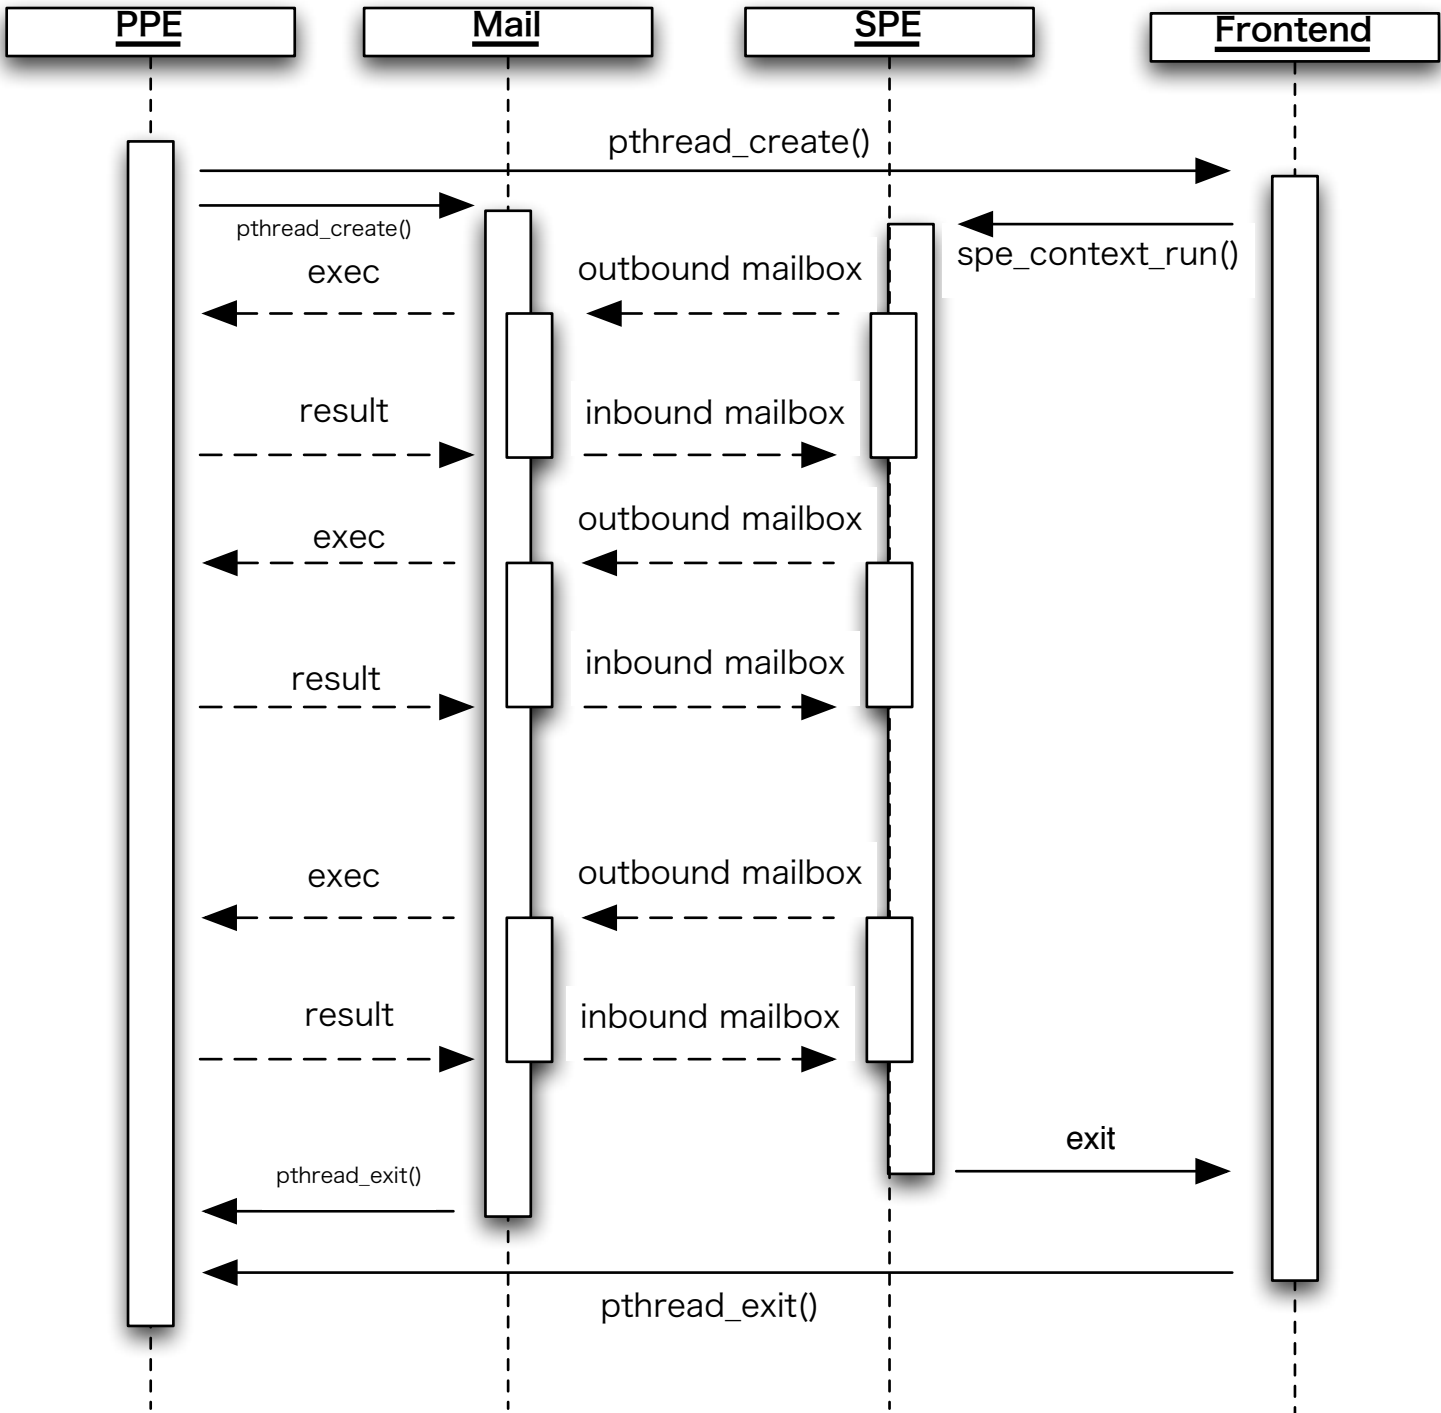 PPE
Mail
SPE
Frontend
pthread_create()
pthread_create()
spe_context_run()
exec
outbound mailbox
result
inbound mailbox
exec
outbound mailbox
result
inbound mailbox
exec
outbound mailbox
result
inbound mailbox
exit
pthread_exit()
pthread_exit()